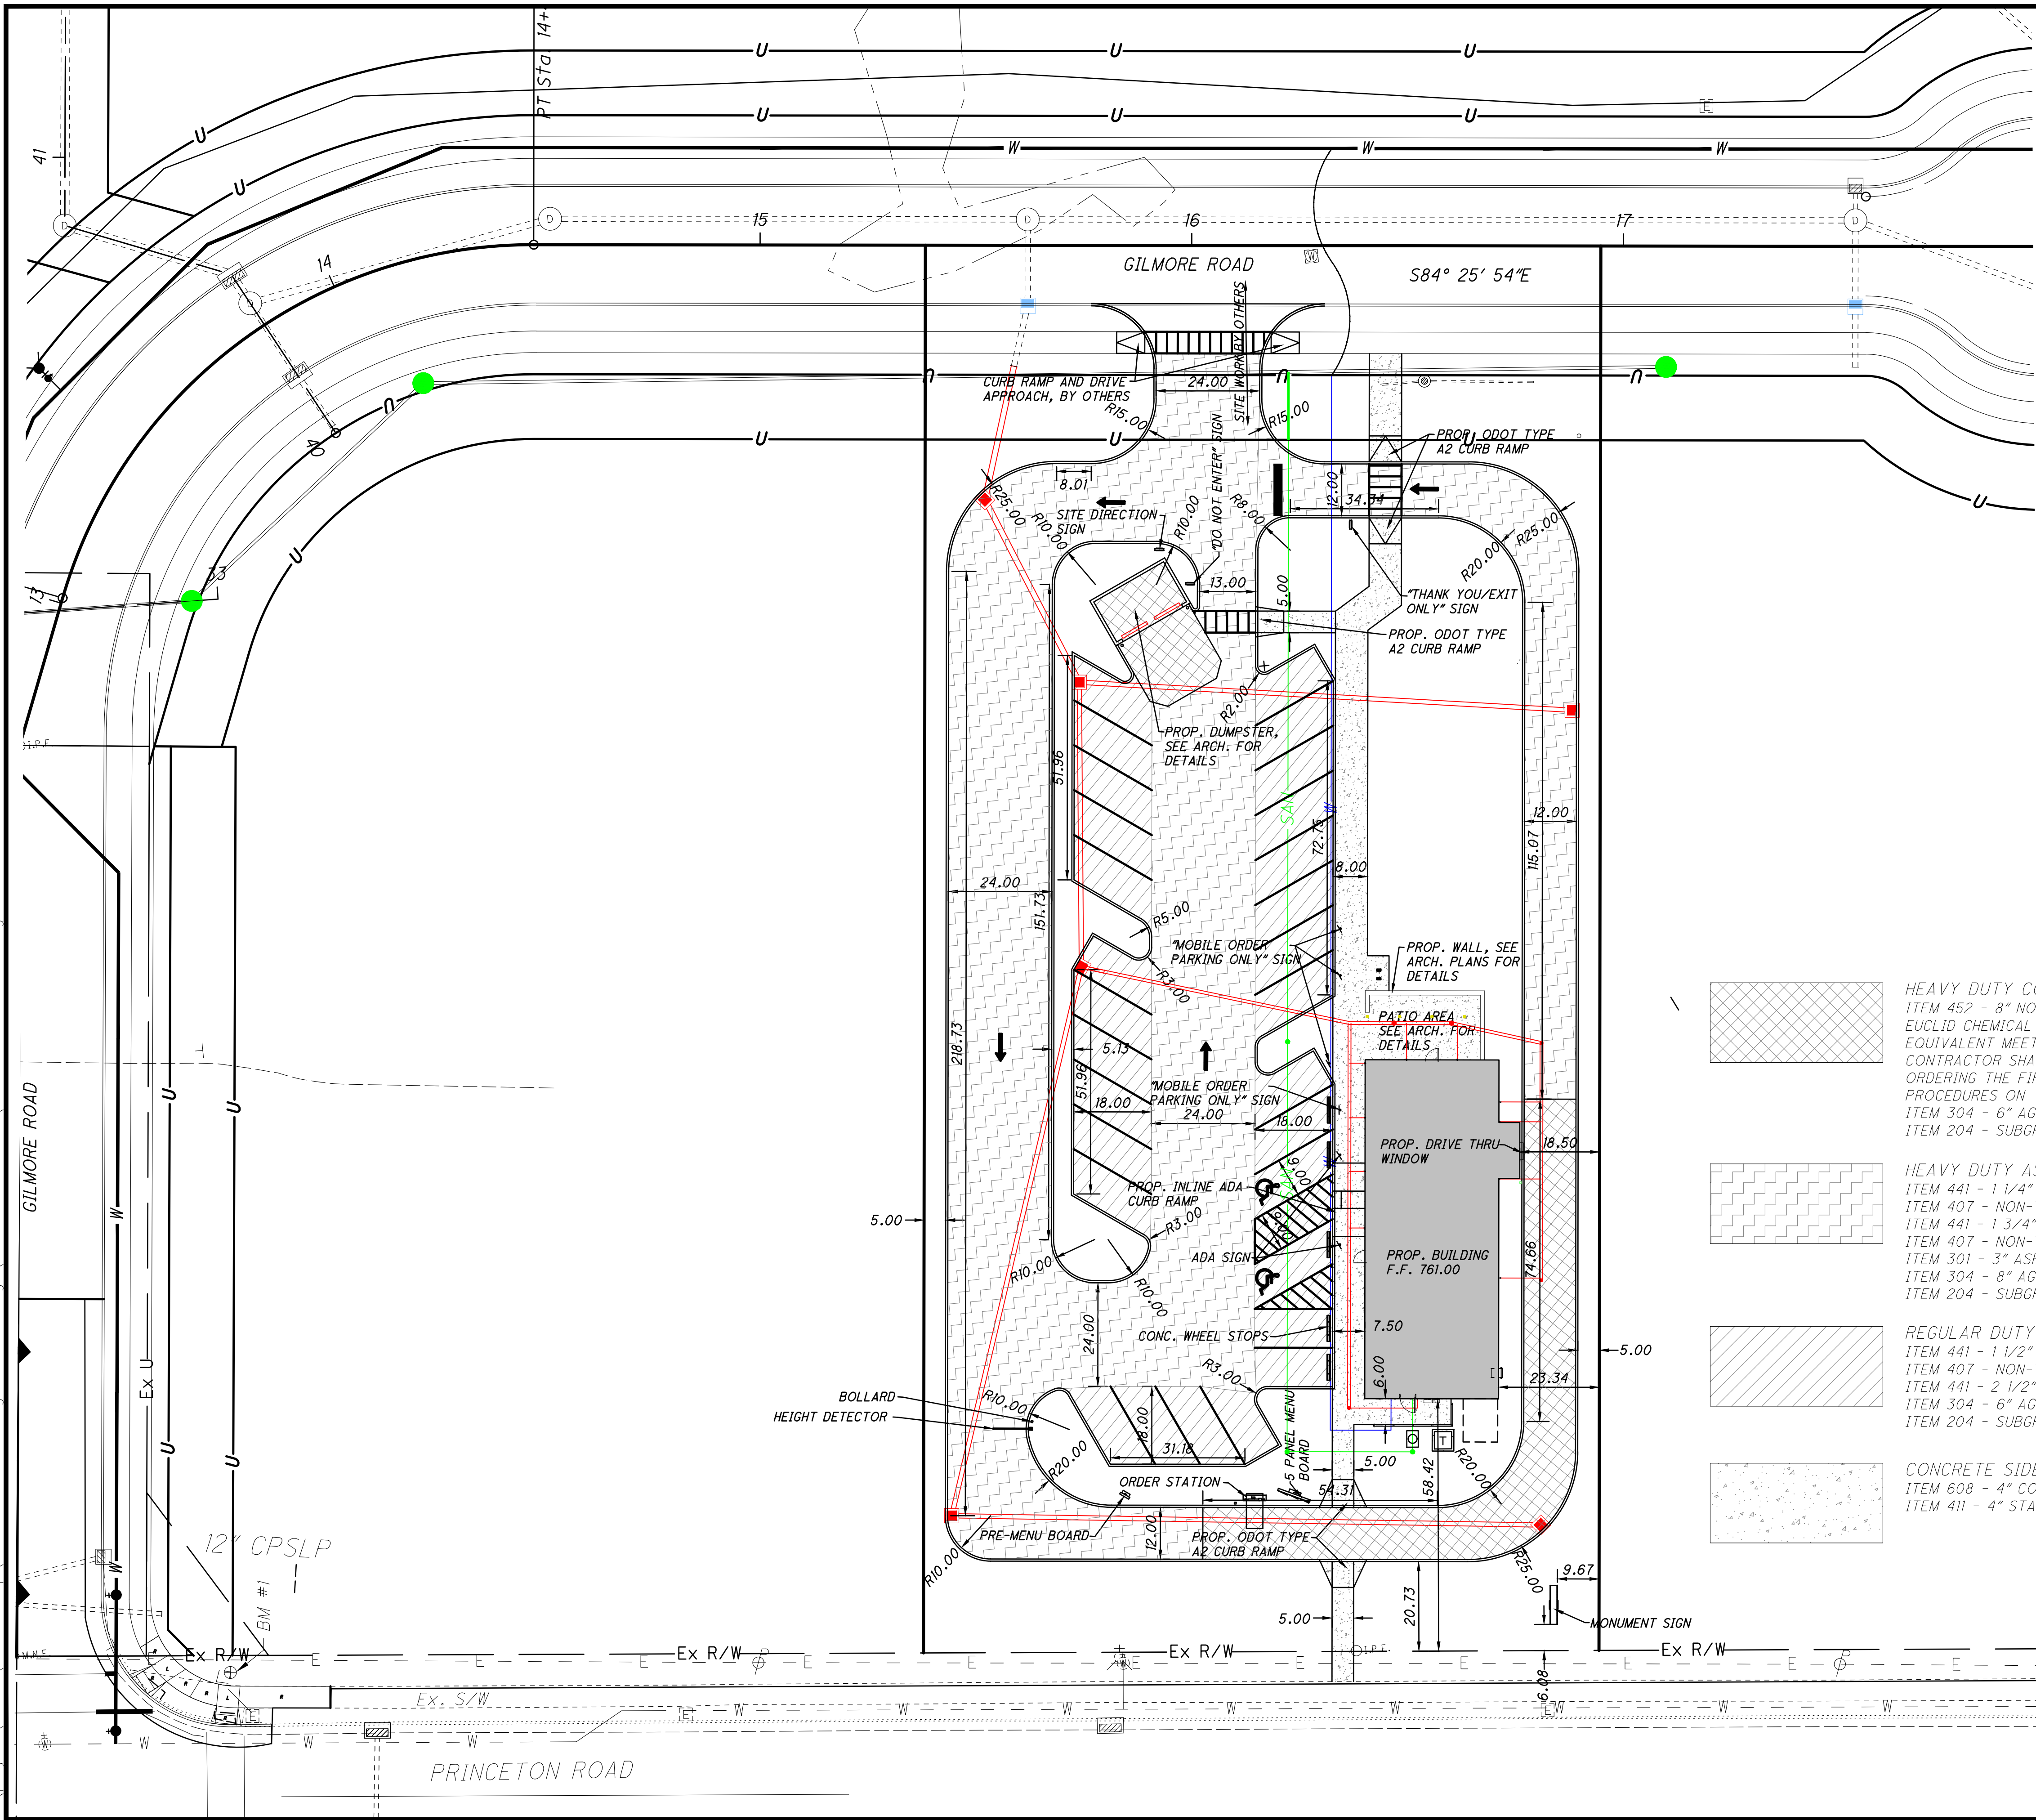 PT Sta. 14+
41
U
U
U
U
U
U
U
U
W
W
W
E
D
D
D
D
15
16
17
14
GILMORE ROAD
W
S84° 25' 54"E
SITE WORK BY OTHERS
CURB RAMP AND DRIVE
APPROACH, BY OTHERS
24.00
R15.00
R15.00
U
U
U
U
U
U
U
U
U
40
33
13
PROP. ODOT TYPE
A2 CURB RAMP
8.01
R25.00
R10.00
SITE DIRECTION
SIGN
R10.00
"DO NOT ENTER" SIGN
R8.00
12.00
34.34
R25.00
R20.00
13.00
5.00
"THANK YOU/EXIT
ONLY" SIGN
PROP. ODOT TYPE
A2 CURB RAMP
R2.00
PROP. DUMPSTER,
SEE ARCH. FOR
DETAILS
51.96
I.P.F.
SAN
W
72.75
12.00
115.07
8.00
24.00
151.73
R5.00
"MOBILE ORDER
PARKING ONLY" SIGN
R3.00
PROP. WALL, SEE
ARCH. PLANS FOR
DETAILS
PATIO AREA
SEE ARCH. FOR
DETAILS
218.73
5.13
51.96
18.00
"MOBILE ORDER
PARKING ONLY" SIGN
24.00
18.00
PROP. DRIVE THRU
WINDOW
18.50
9.00
SAN
W
PROP. INLINE ADA
CURB RAMP
9.00
5.00
R3.00
ADA SIGN
PROP. BUILDING
F.F. 761.00
74.66
R10.00
R10.00
24.00
CONC. WHEEL STOPS
7.50
5.00
R3.00
6.00
23.34
BOLLARD
R10.00
HEIGHT DETECTOR
18.00
31.18
R20.00
5 PANEL MENU
BOARD
T
5.00
58.42
R20.00
ORDER STATION
54.31
PRE-MENU BOARD
12.00
PROP. ODOT TYPE
A2 CURB RAMP
R10.00
R25.00
9.67
5.00
20.73
MONUMENT SIGN
6.08
GILMORE ROAD
U
U
U
U
W
W
Ex U
12" CPSLP
BM #1
M.N.F.
Ex R/W
Ex R/W
Ex R/W
Ex R/W
I.P.F.
E
E
E
E
E
E
E
E
E
E
E
Ex. S/W
W
W
W
W
W
W
W
W
W
W
W
E
E
E
PRINCETON ROAD
HEAVY DUTY CO
ITEM 452 - 8" NO
EUCLID CHEMICAL
EQUIVALENT MEET
CONTRACTOR SHA
ORDERING THE FI
PROCEDURES ON
ITEM 304 - 6" AG
ITEM 204 - SUBG
HEAVY DUTY AS
ITEM 441 - 1 1/4"
ITEM 407 - NON-
ITEM 441 - 1 3/4"
ITEM 407 - NON-
ITEM 301 - 3" ASP
ITEM 304 - 8" AG
ITEM 204 - SUBG
REGULAR DUTY
ITEM 441 - 1 1/2"
ITEM 407 - NON-
ITEM 441 - 2 1/2"
ITEM 304 - 6" AG
ITEM 204 - SUBG
CONCRETE SIDE
ITEM 608 - 4" CO
ITEM 411 - 4" STA